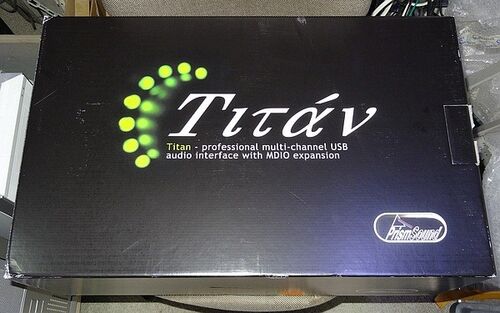 Τιτάν
Titan - professional multi-channel USB
audio interface with MDIO expansion
PrismSound